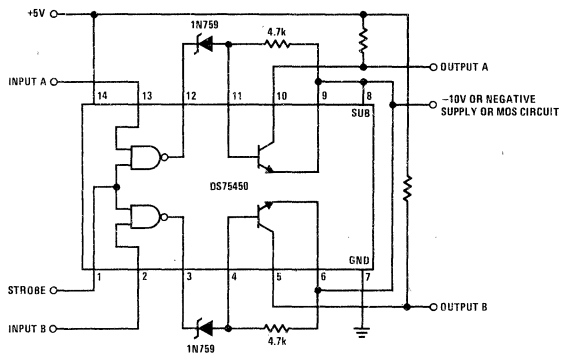 +5V
1N759
4.7k
OUTPUT A
INPUT A
14 13 12 11 10 9 8
SUB
−10V OR NEGATIVE
SUPPLY OR MOS CIRCUIT
DS75450
GND
1 2 3 4 5 6 7
STROBE
OUTPUT B
INPUT B
4.7k
1N759